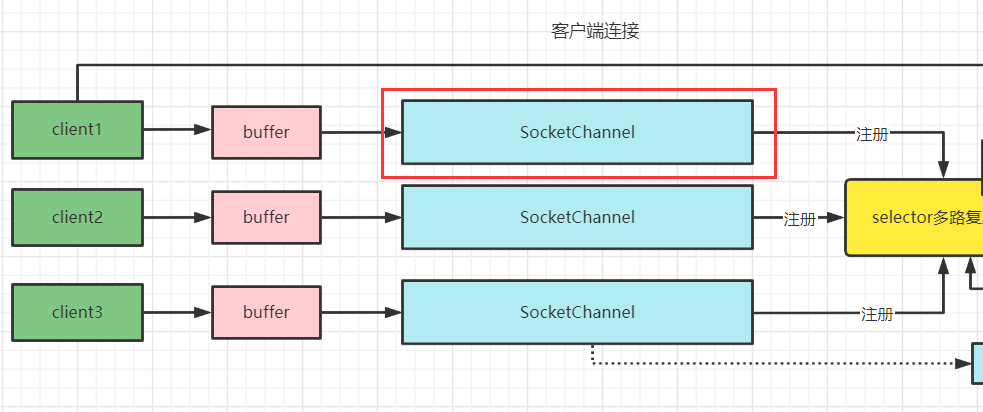 客户端连接
client1
buffer
SocketChannel
注册
client2
buffer
SocketChannel
注册
selector多路复
client3
buffer
SocketChannel
注册